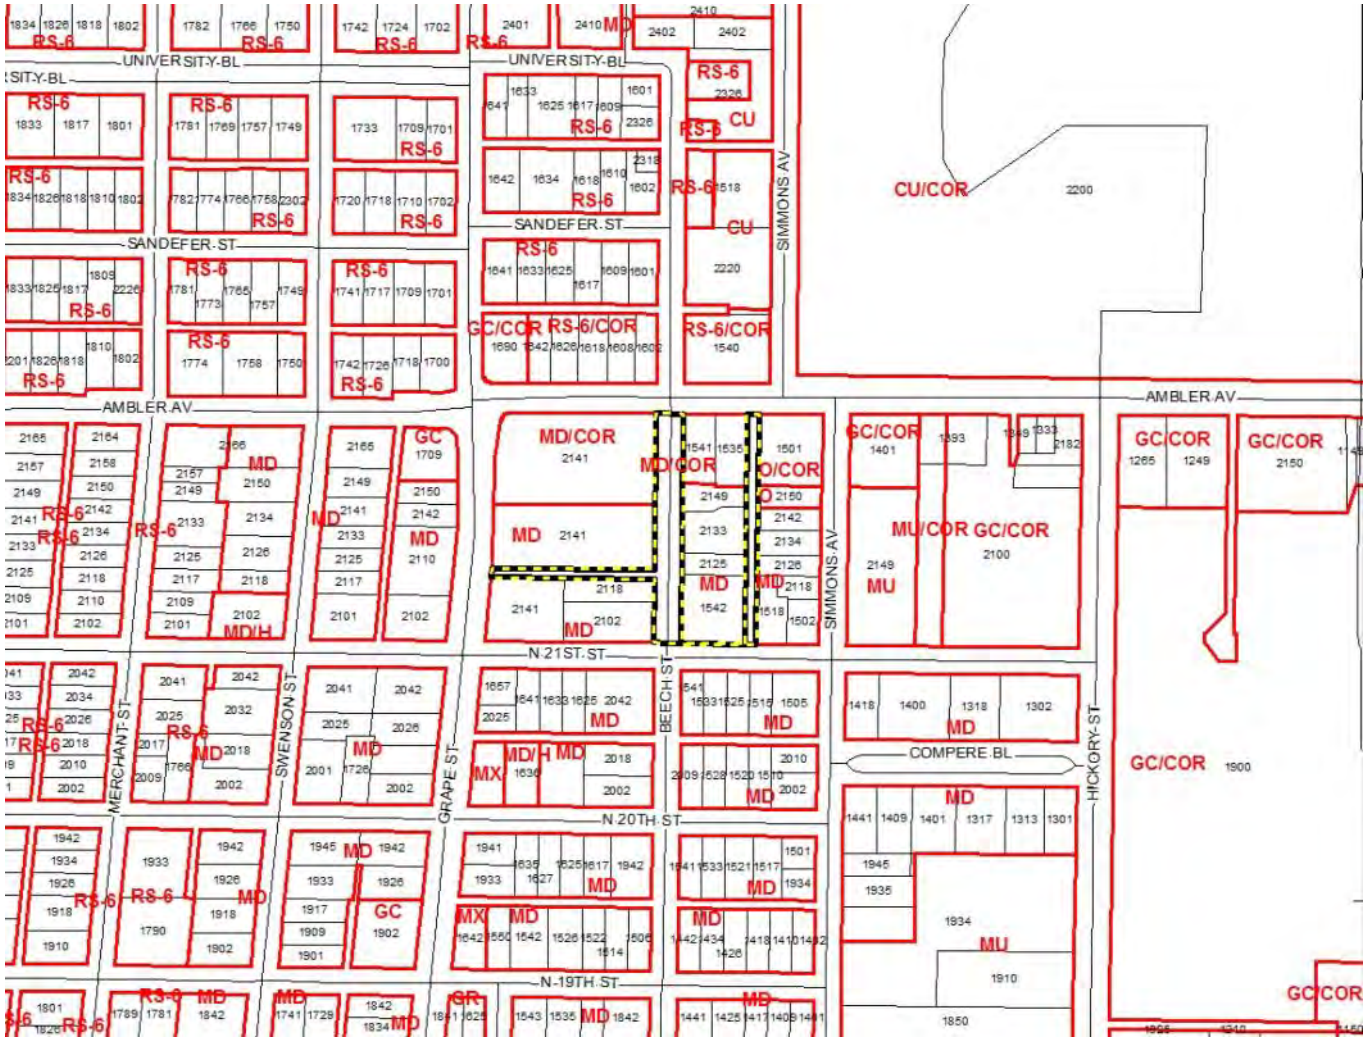 1834 1826 1818 1802 1782 1766 1750 1742 1724 1702 2401 2410 MD 2410
RS-6 RS-6 RS-6 RS-6 2402 2402
UNIVERSITY BL UNIVERSITY BL
SITY BL RS-6
RS-6 RS-6 1633 1601 2326
1833 1817 1801 1781 1769 1757 1749 1733 1709 1701 1641 1625 1617 1609 2326 CU
RS-6 RS-6 RS-6
RS-6 1642 1634 1618 1610 2318 1602 RS-6 1518 CU/COR 2200
1834 1826 1818 1810 1802 1782 1774 1766 1758 2302 1720 1718 1710 1702 RS-6
RS-6 RS-6 SANDEFER ST CU
SANDEFER ST SIMMONS AV
RS-6 RS-6 RS-6
1833 1825 1817 1809 2226 1781 1773 1765 1757 1749 1741 1717 1709 1701 1641 1633 1625 1617 1609 1601 2220
RS-6
GC/COR RS-6/COR RS-6/COR
RS-6 1690 1642 1626 1618 1608 1602 1540
1826 1818 1810 1802 1774 1758 1750 1742 1726 1718 1700
RS-6 RS-6
AMBLER AV AMBLER AV
2165 2164 2166 2165 GC MD/COR 1541 1535 1501 GC/COR 1393 1349 1333 2182 GC/COR GC/COR
2157 2158 2157 MD 1709 2141 MD/COR O/COR 1401 1265 1249 2150
2149 2150 2149 2150 2149 2150 2149 O 2150
2141 RS-6 2142 2133 2134 MD 2141 2142 2133 2142
2133 RS-6 2134 RS-6 2133 MD MD 2141 2134 MU/COR GC/COR
2125 2126 2125 2126 2125 2110 2125 2126 2149 2100
2109 2118 2117 2118 2117 2118 MD MD 2118 MU
2101 2110 2109 2102 2101 2102 2141 2102 1542 1518 1502
2102 2101 MD/H MD SIMMONS AV
N 21ST ST
2042 2041 2042 2041 2042 1657 1641 1633 1625 2042 1541 1533 1525 1515 1505 1418 1400 1318 1302
2034 2025 2032 2025 2026 2025 MD MD MD
RS-6 2026 RS-6 MD BEECH ST
RS-6 2018 2017 MD 2018 MD/H MD 2018 2010 COMPERE BL
2010 2009 1766 2001 1726 MX 1636 2009 1528 1520 1510 GC/COR 1900
2002 2002 2002 2002 MD 2002 MD
MERCHANT ST SWENSON ST GRAPE ST N 20TH ST HICKORY ST
1942 1942 1945 MD 1942 1941 1635 1625 1617 1942 1541 1533 1521 1517 1501 1441 1409 1401 1317 1313 1301
1934 1933 1926 1933 1926 1933 1627 MD MD 1934 1945
1926 RS-6 RS-6 MD 1935
1918 1918 1917 GC MX MD MD 1934
1790 1909 1902 1642 1550 1542 1526 1522 1514 1506 1442 1434 1426 1418 1410 1402 MU
1910 1902 1901 1910
N 19TH ST
RS-6 MD MD GR MD GC/COR
1801 1789 1781 1842 1741 1729 1842 1834 MD 1841 1625 1543 1535 MD 1842 1441 1425 1417 1409 1401 1850
1826 RS-6